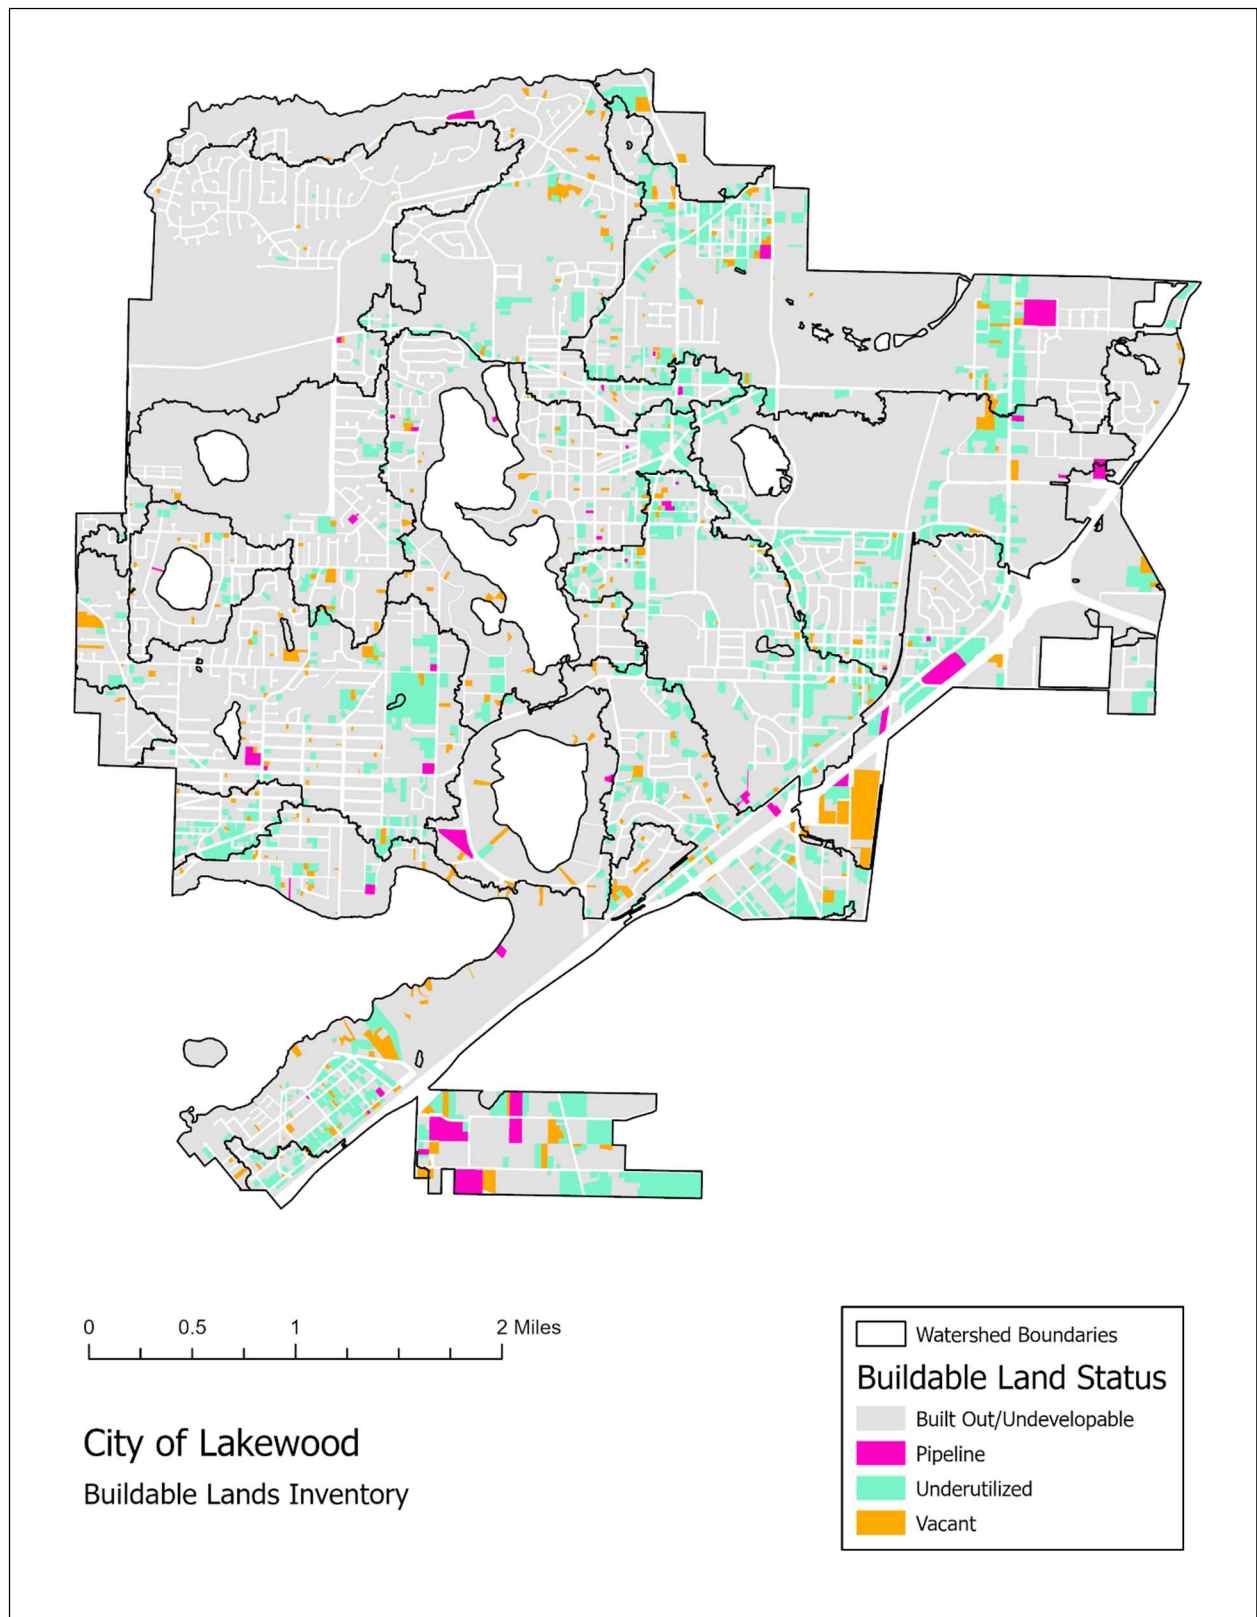 0 0.5 1 2 Miles
City of Lakewood
Buildable Lands Inventory
Watershed Boundaries
Buildable Land Status
Built Out/Undevelopable
Pipeline
Underutilized
Vacant